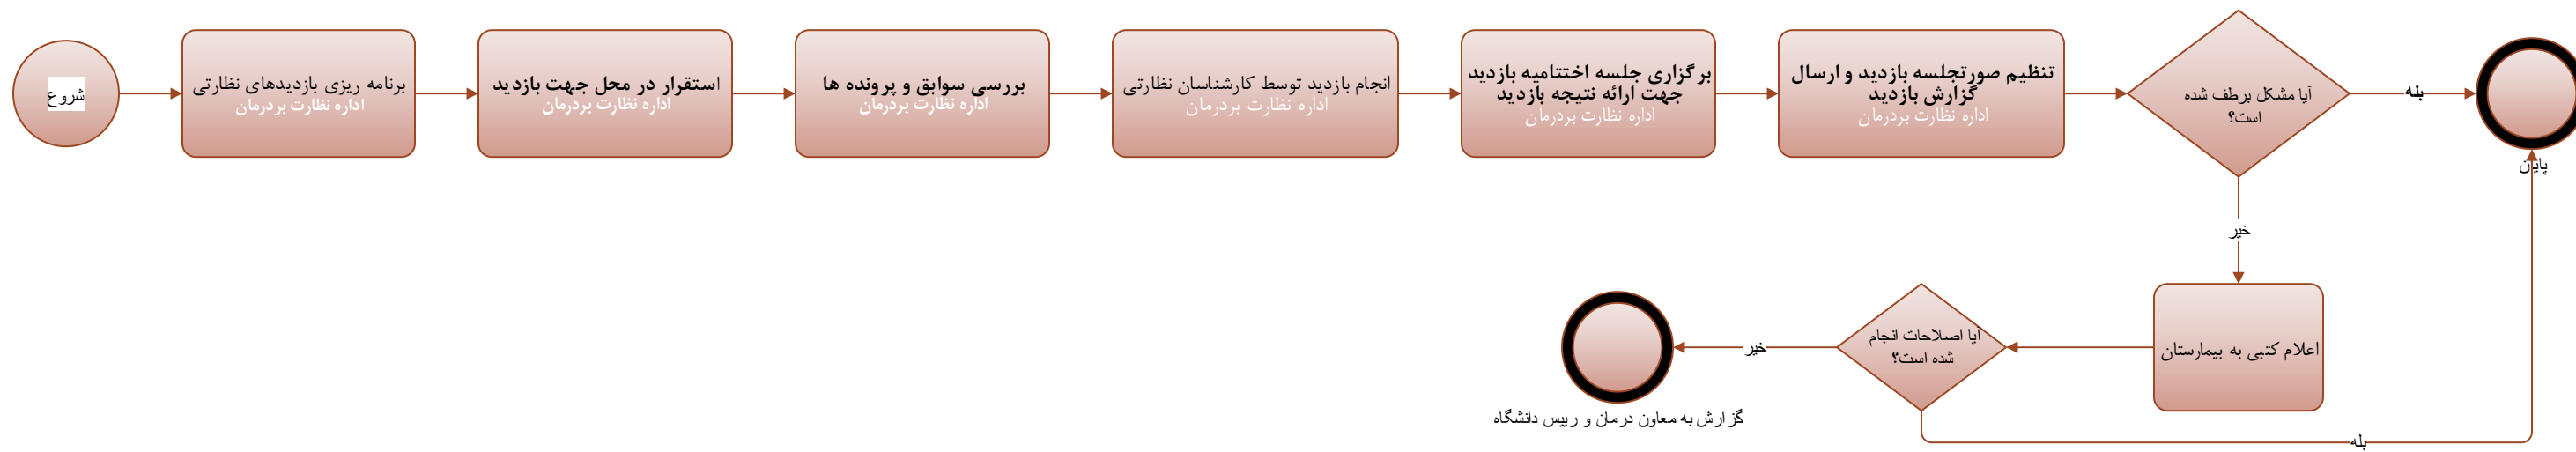 شروع
برنامه ریزی بازدیدهای نظارتی
اداره نظارت بردرمان
استقرار در محل جهت بازدید
اداره نظارت بردرمان
بررسی سوابق و پرونده ها
اداره نظارت بردرمان
انجام بازدید توسط کارشناسان نظارتی
اداره نظارت بردرمان
برگزاری جلسه اختتامیه بازدید
جهت ارائه نتیجه بازدید
اداره نظارت بردرمان
تنظیم صورتجلسه بازدید و ارسال
گزارش بازدید
اداره نظارت بردرمان
آیا مشکل برطف شده
است؟
بله
پایان
خیر
اعلام کتبی به بیمارستان
آیا اصلاحات انجام
شده است؟
خیر
گزارش به معاون درمان و رییس دانشگاه
بله